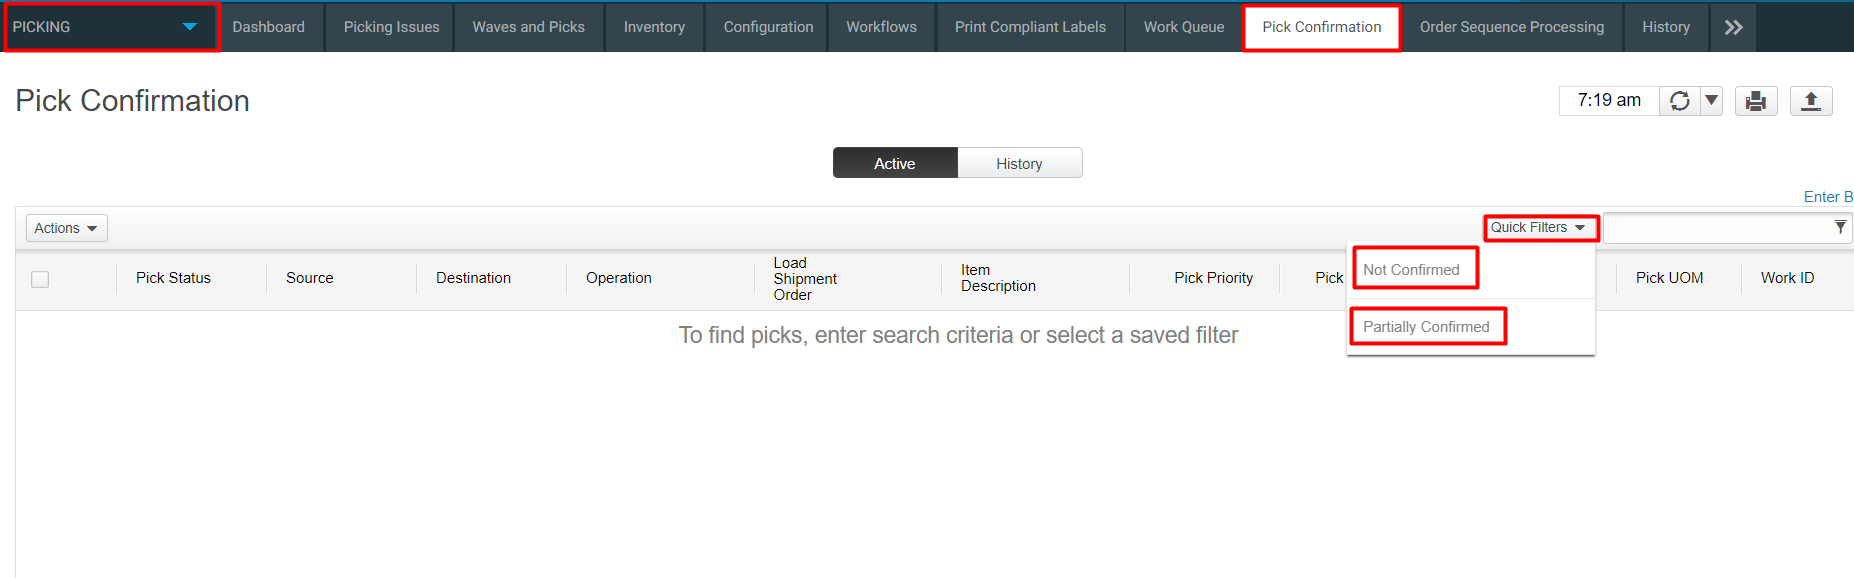 PICKING
Dashboard
Picking Issues
Waves and Picks
Inventory
Configuration
Workflows
Print Compliant Labels
Work Queue
Pick Confirmation
Order Sequence Processing
History
Pick Confirmation
7:19 am
Active
History
Enter B
Actions
Quick Filters
Pick Status
Source
Destination
Operation
Load
Shipment
Order
Item
Description
Pick Priority
Pick
Pick UOM
Work ID
Not Confirmed
Partially Confirmed
To find picks, enter search criteria or select a saved filter